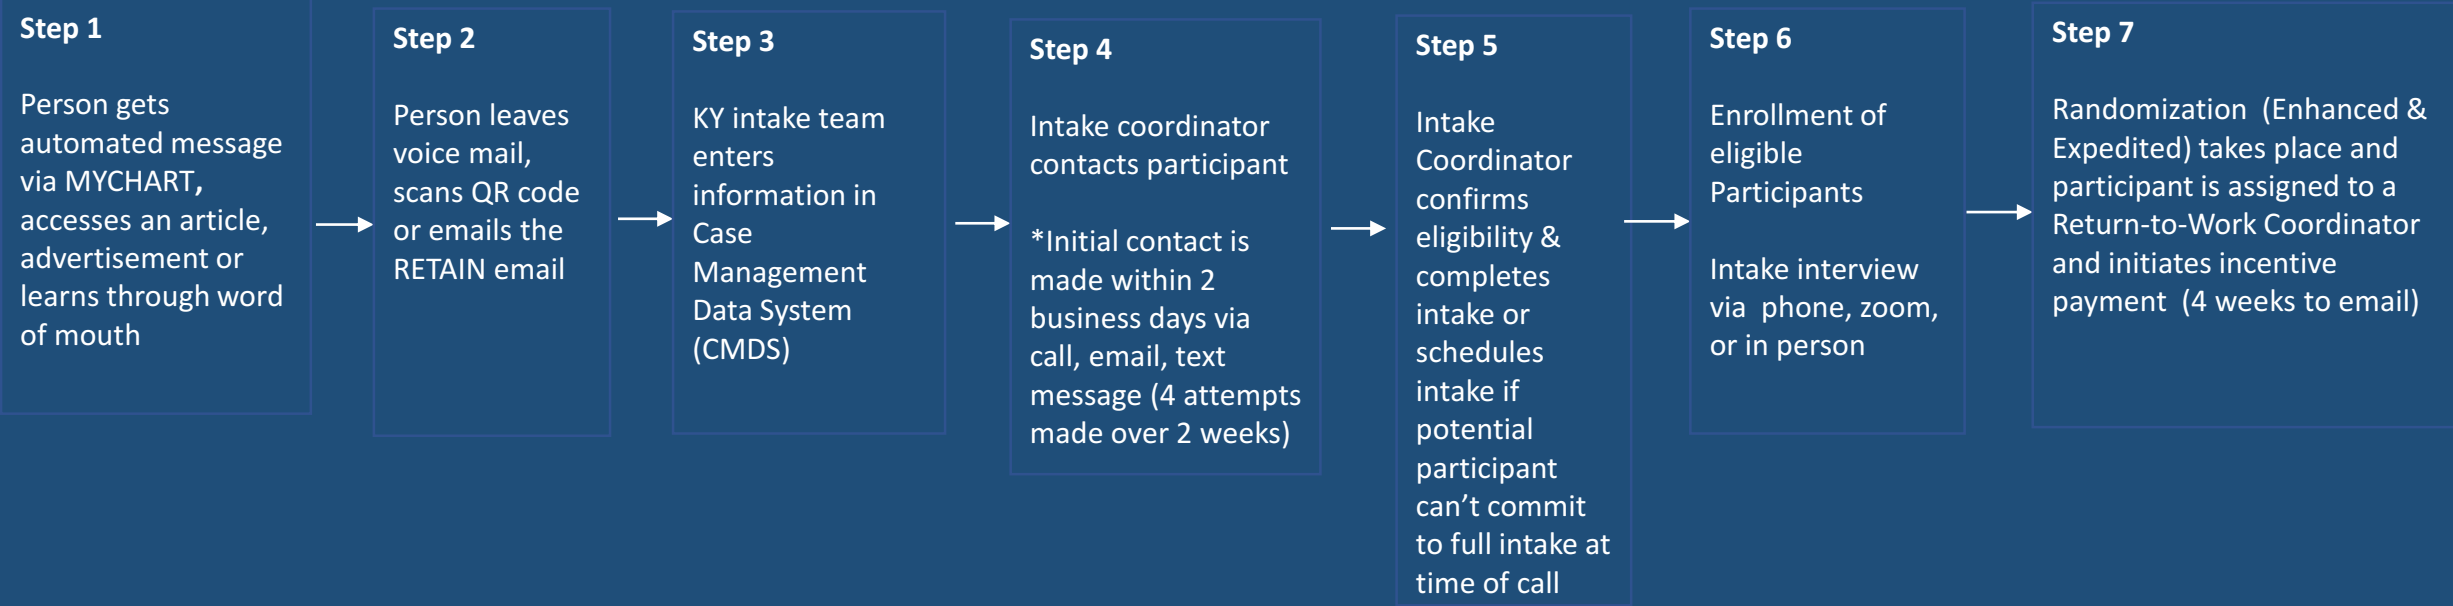 Step 1
Person gets
automated message
via MYCHART,
accesses an article,
advertisement or
learns through word
of mouth
Step 2
Person leaves
voice mail,
scans QR code
or emails the
RETAIN email
Step 3
KY intake team
enters
information in
Case
Management
Data System
(CMDS)
Step 4
Intake coordinator
contacts participant
*Initial contact is
made within 2
business days via
call, email, text
message (4 attempts
made over 2 weeks)
Step 5
Intake
Coordinator
confirms
eligibility &
completes
intake or
schedules
intake if
potential
participant
can’t commit
to full intake at
time of call
Step 6
Enrollment of
eligible
Participants
Intake interview
via  phone, zoom,
or in person
Step 7
Randomization  (Enhanced &
Expedited) takes place and
participant is assigned to a
Return-to-Work Coordinator
and initiates incentive
payment  (4 weeks to email)